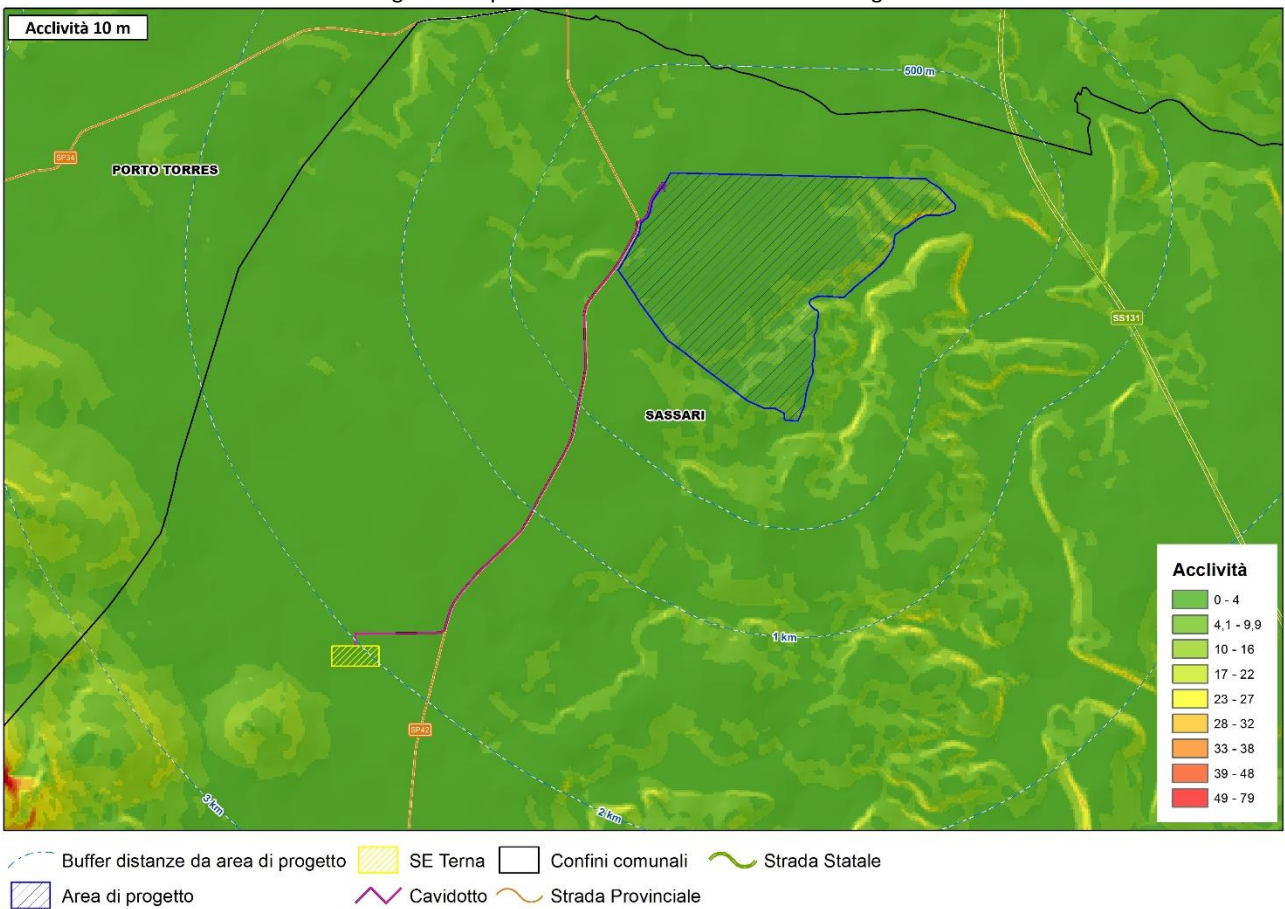 Acclività 10 m
500 m
SP34
PORTO TORRES
SS131
SASSARI
1 km
SP42
3 km
2 km
Acclività
0 - 4
4,1 - 9,9
10 - 16
17 - 22
23 - 27
28 - 32
33 - 38
39 - 48
49 - 79
Buffer distanze da area di progetto
SE Terna
Confini comunali
Strada Statale
Area di progetto
Cavidotto
Strada Provinciale